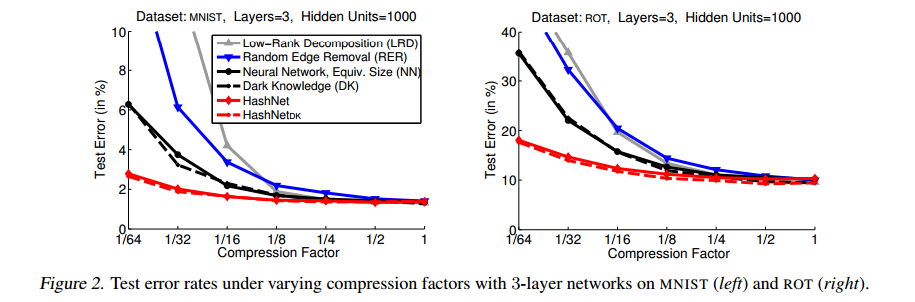 Dataset: MNIST, Layers=3, Hidden Units=1000
Test Error (in %)
10
8
6
4
2
0
Low−Rank Decomposition (LRD)
Random Edge Removal (RER)
Neural Network, Equiv. Size (NN)
Dark Knowledge (DK)
HashNet
HashNetDK
1/64 1/32 1/16 1/8 1/4 1/2 1
Compression Factor
Dataset: ROT, Layers=3, Hidden Units=1000
Test Error (in %)
40
30
20
10
0
1/64 1/32 1/16 1/8 1/4 1/2 1
Compression Factor
Figure 2. Test error rates under varying compression factors with 3-layer networks on MNIST (left) and ROT (right).